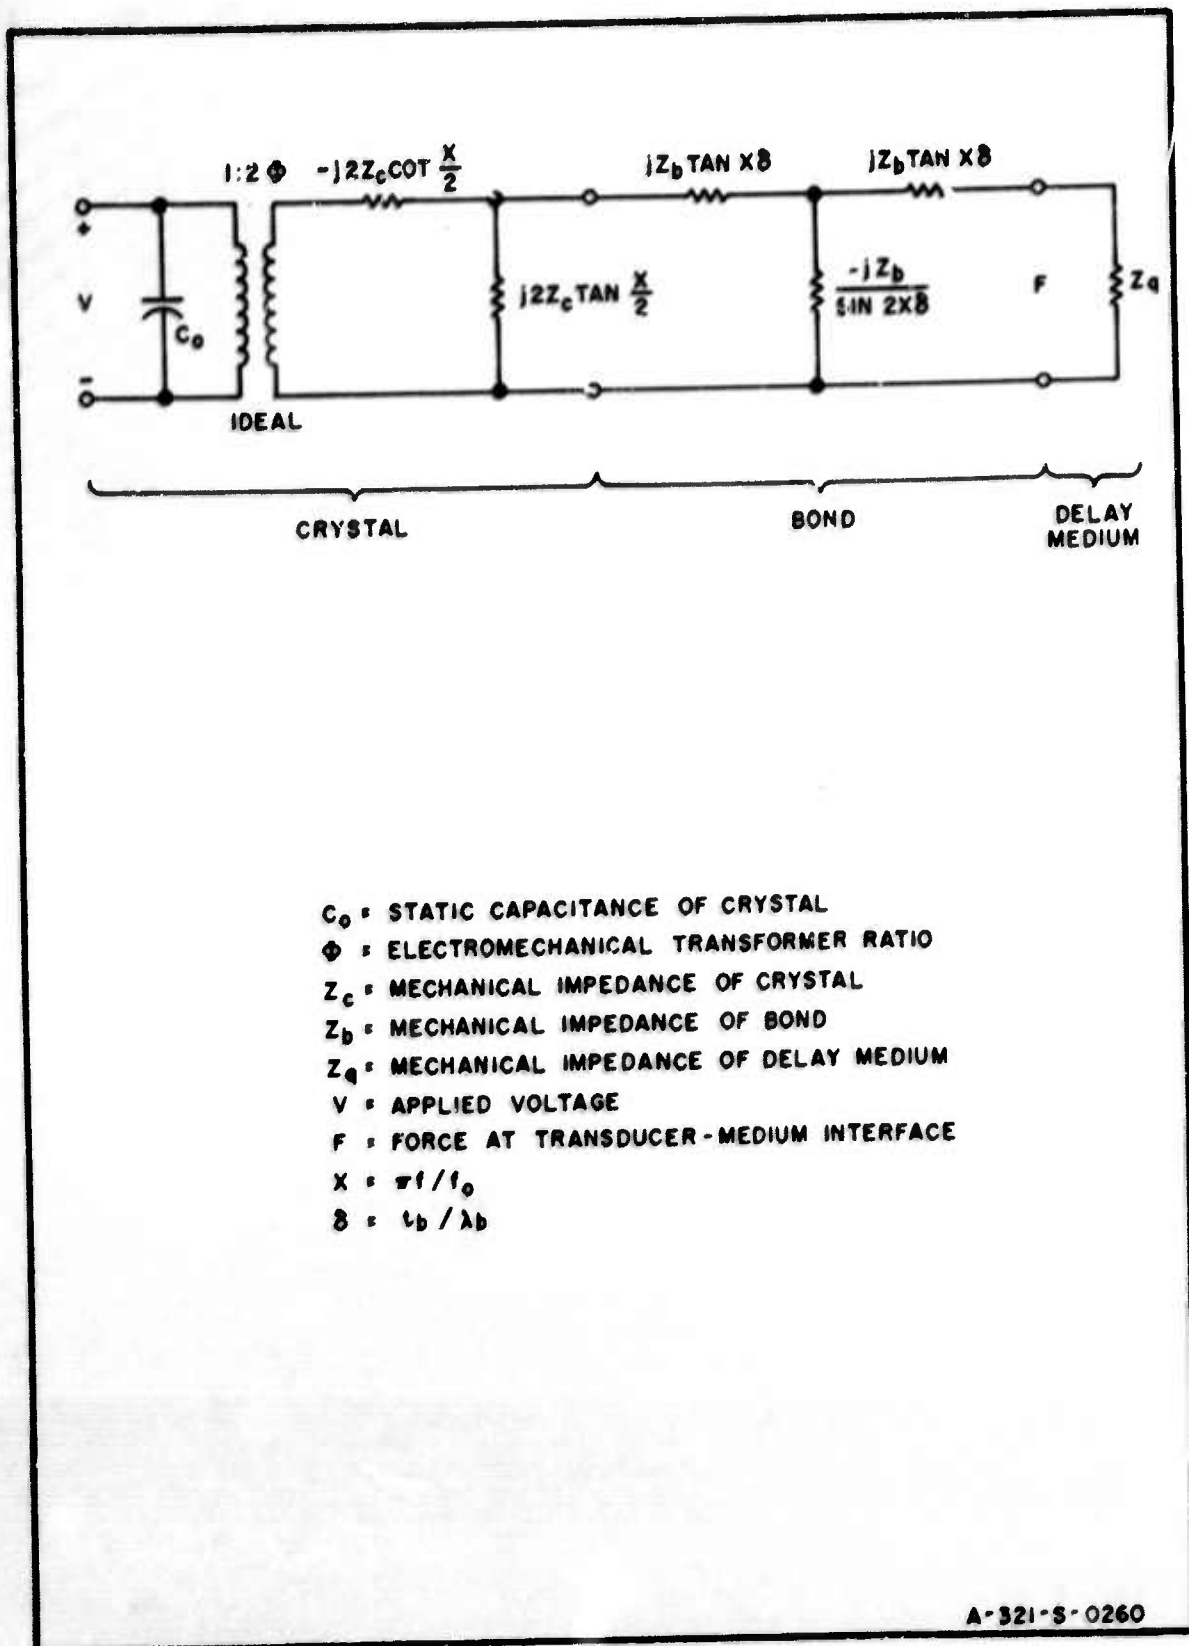 1:2 Φ
-j2Z_c COT X/2
jZ_b TAN Xδ
jZ_b TAN Xδ
+
V
-
C_o
j2Z_c TAN X/2
-jZ_b / SIN 2Xδ
F
Z_q
IDEAL
CRYSTAL
BOND
DELAY
MEDIUM
C_o = STATIC CAPACITANCE OF CRYSTAL
Φ = ELECTROMECHANICAL TRANSFORMER RATIO
Z_c = MECHANICAL IMPEDANCE OF CRYSTAL
Z_b = MECHANICAL IMPEDANCE OF BOND
Z_q = MECHANICAL IMPEDANCE OF DELAY MEDIUM
V = APPLIED VOLTAGE
F = FORCE AT TRANSDUCER-MEDIUM INTERFACE
X = πf/f_o
δ = t_b / λb
A-321-S-0260